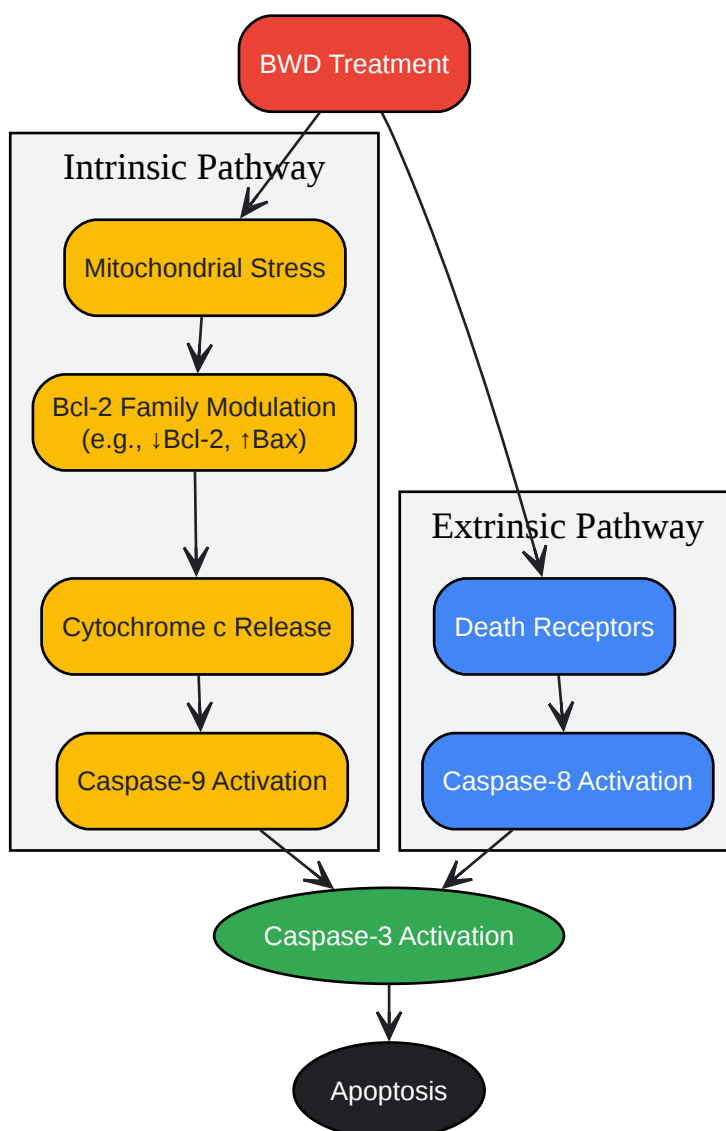 BWD Treatment
Intrinsic Pathway
Mitochondrial Stress
Bcl-2 Family Modulation
(e.g., ↓Bcl-2, ↑Bax)
Cytochrome c Release
Caspase-9 Activation
Extrinsic Pathway
Death Receptors
Caspase-8 Activation
Caspase-3 Activation
Apoptosis